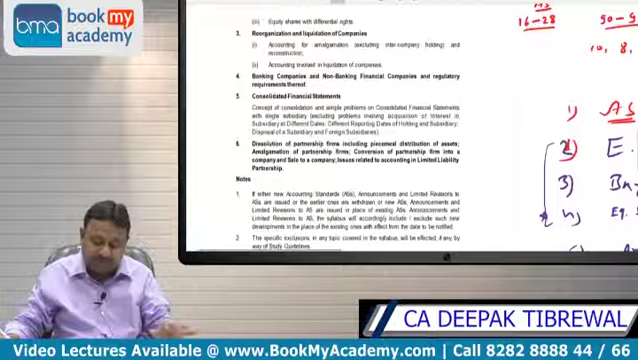 bma
book my
academy
(iii) Equity shares with differential rights
3. Reorganization and liquidation of Companies
(i) Accounting for amalgamation (excluding inter-company holding) and
reconstruction;
(ii) Accounting involved in liquidation of companies.
4. Banking Companies and Non-Banking Financial Companies and regulatory
requirements thereof.
5. Consolidated Financial Statements
Concept of consolidation and simple problems on Consolidated Financial Statements
with single subsidiary (excluding problems involving acquisition of Interest in
Subsidiary at Different Dates; Different Reporting Dates of Holding and Subsidiary;
Disposal of a Subsidiary and Foreign Subsidiaries).
6. Dissolution of partnership firms including piecemeal distribution of assets;
Amalgamation of partnership firms; Conversion of partnership firm into a
company and Sale to a company; Issues related to accounting in Limited Liability
Partnership.
Notes
1. If either new Accounting Standards (ASs), Announcements and Limited Revisions to
ASs are issued or the earlier ones are withdrawn or new ASs, Announcements and
Limited Revisions to AS are issued in place of existing ASs, Announcements and
Limited Revisions to AS, the syllabus will accordingly include / exclude such new
developments in the place of the existing ones with effect from the date to be notified.
2. The specific exclusions, in any topic covered in the syllabus, will be effected, if any by
way of Study Guidelines.
16-28
10, 8,
1) AS
2) E.
3)
4) Eq.
CA DEEPAK TIBREWAL
Video Lectures Available @ www.BookMyAcademy.com | Call 8282 8888 44 / 66